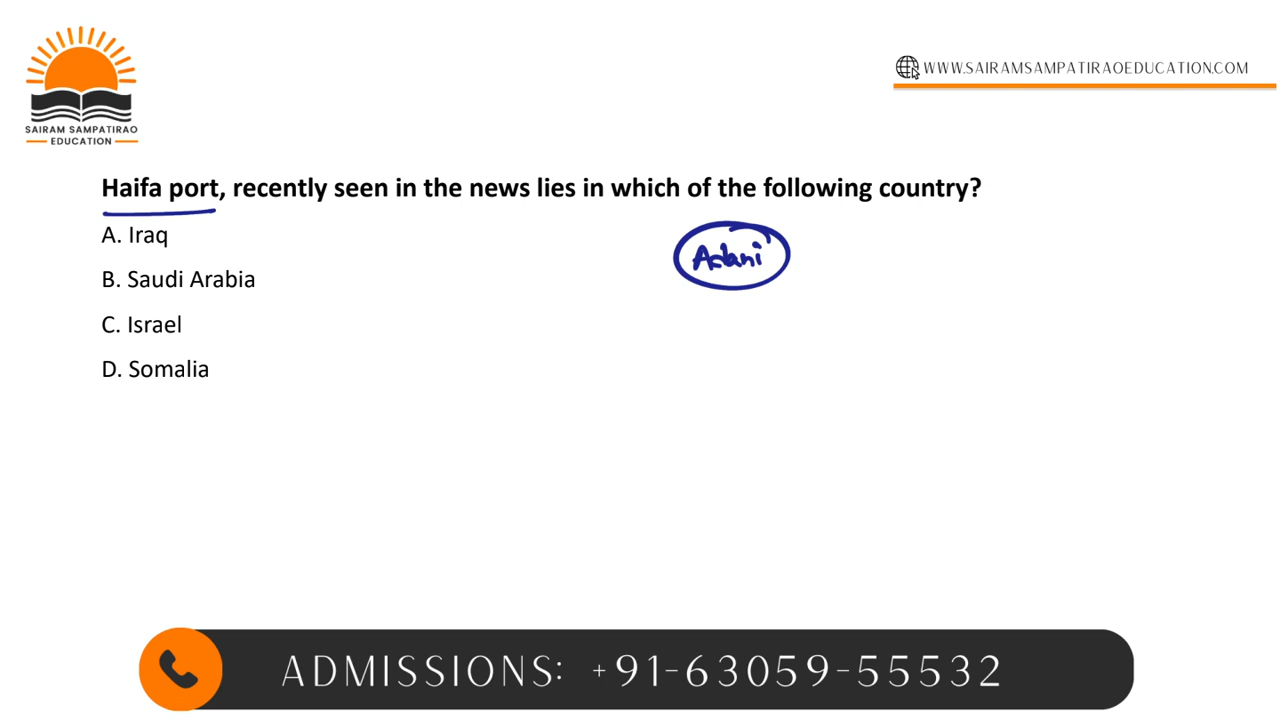 SAIRAM SAMPATIRAO
EDUCATION
WWW.SAIRAMSAMPATIRAOEDUCATION.COM
Haifa port, recently seen in the news lies in which of the following country?
A. Iraq
Adani
B. Saudi Arabia
C. Israel
D. Somalia
ADMISSIONS: +91-63059-55532